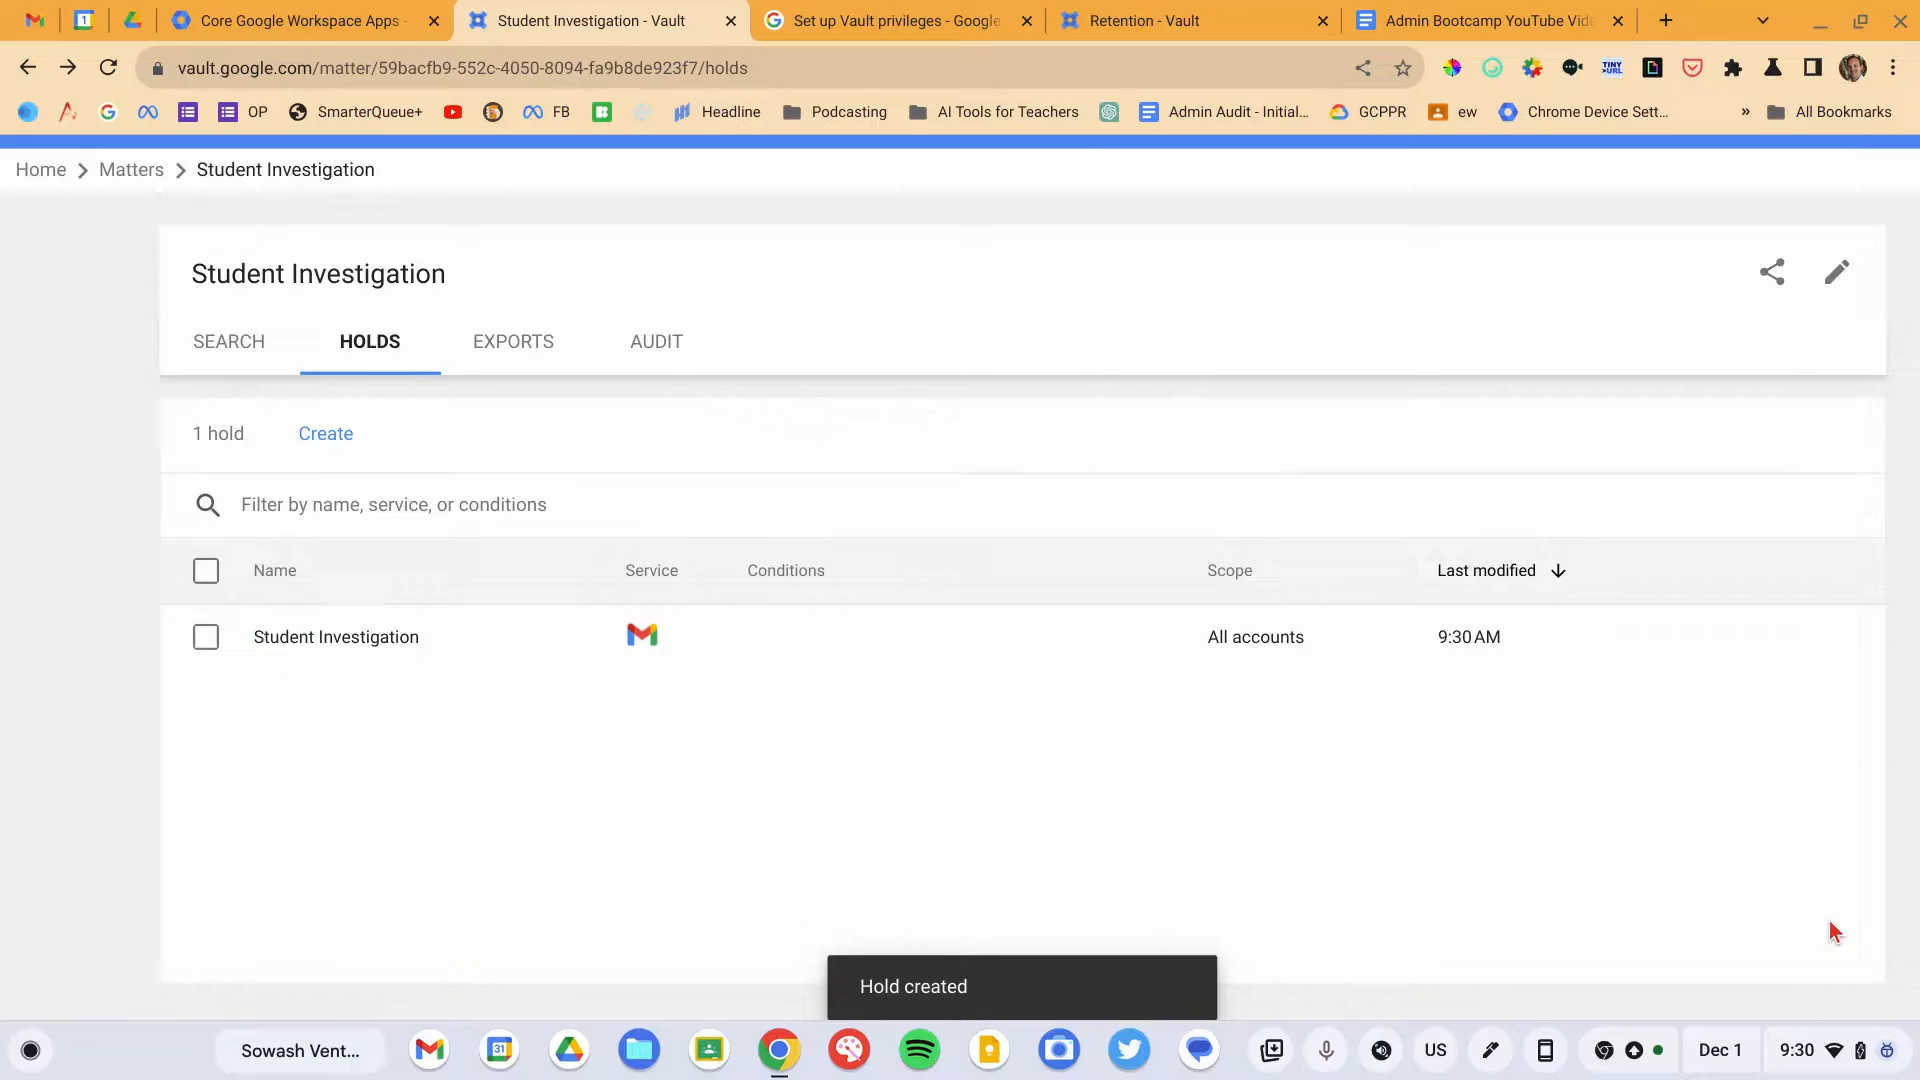 Core Google Workspace Apps -
Student Investigation - Vault
Set up Vault privileges - Google
Retention - Vault
Admin Bootcamp YouTube Vide
vault.google.com/matter/59bacfb9-552c-4050-8094-fa9b8de923f7/holds
TINY
>URL
OP
SmarterQueue+
FB
Headline
Podcasting
AI Tools for Teachers
Admin Audit - Initial...
GCPPR
ew
Chrome Device Sett...
»
All Bookmarks
Home > Matters > Student Investigation
Student Investigation
SEARCH
HOLDS
EXPORTS
AUDIT
1 hold
Create
Filter by name, service, or conditions
Name
Service
Conditions
Scope
Last modified
Student Investigation
All accounts
9:30 AM
Hold created
Sowash Vent...
31
US
Dec 1
9:30